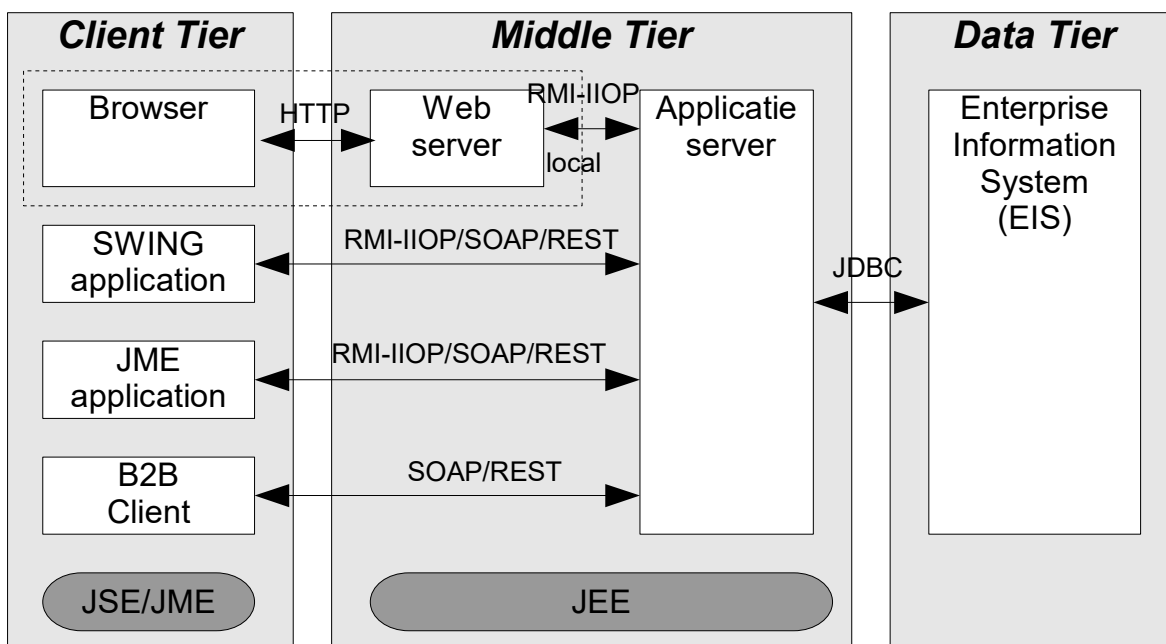 Client Tier
Middle Tier
Data Tier
Browser
HTTP
Web
server
RMI-IIOP
local
Applicatie
server
Enterprise
Information
System
(EIS)
SWING
application
RMI-IIOP/SOAP/REST
JDBC
JME
application
RMI-IIOP/SOAP/REST
B2B
Client
SOAP/REST
JSE/JME
JEE